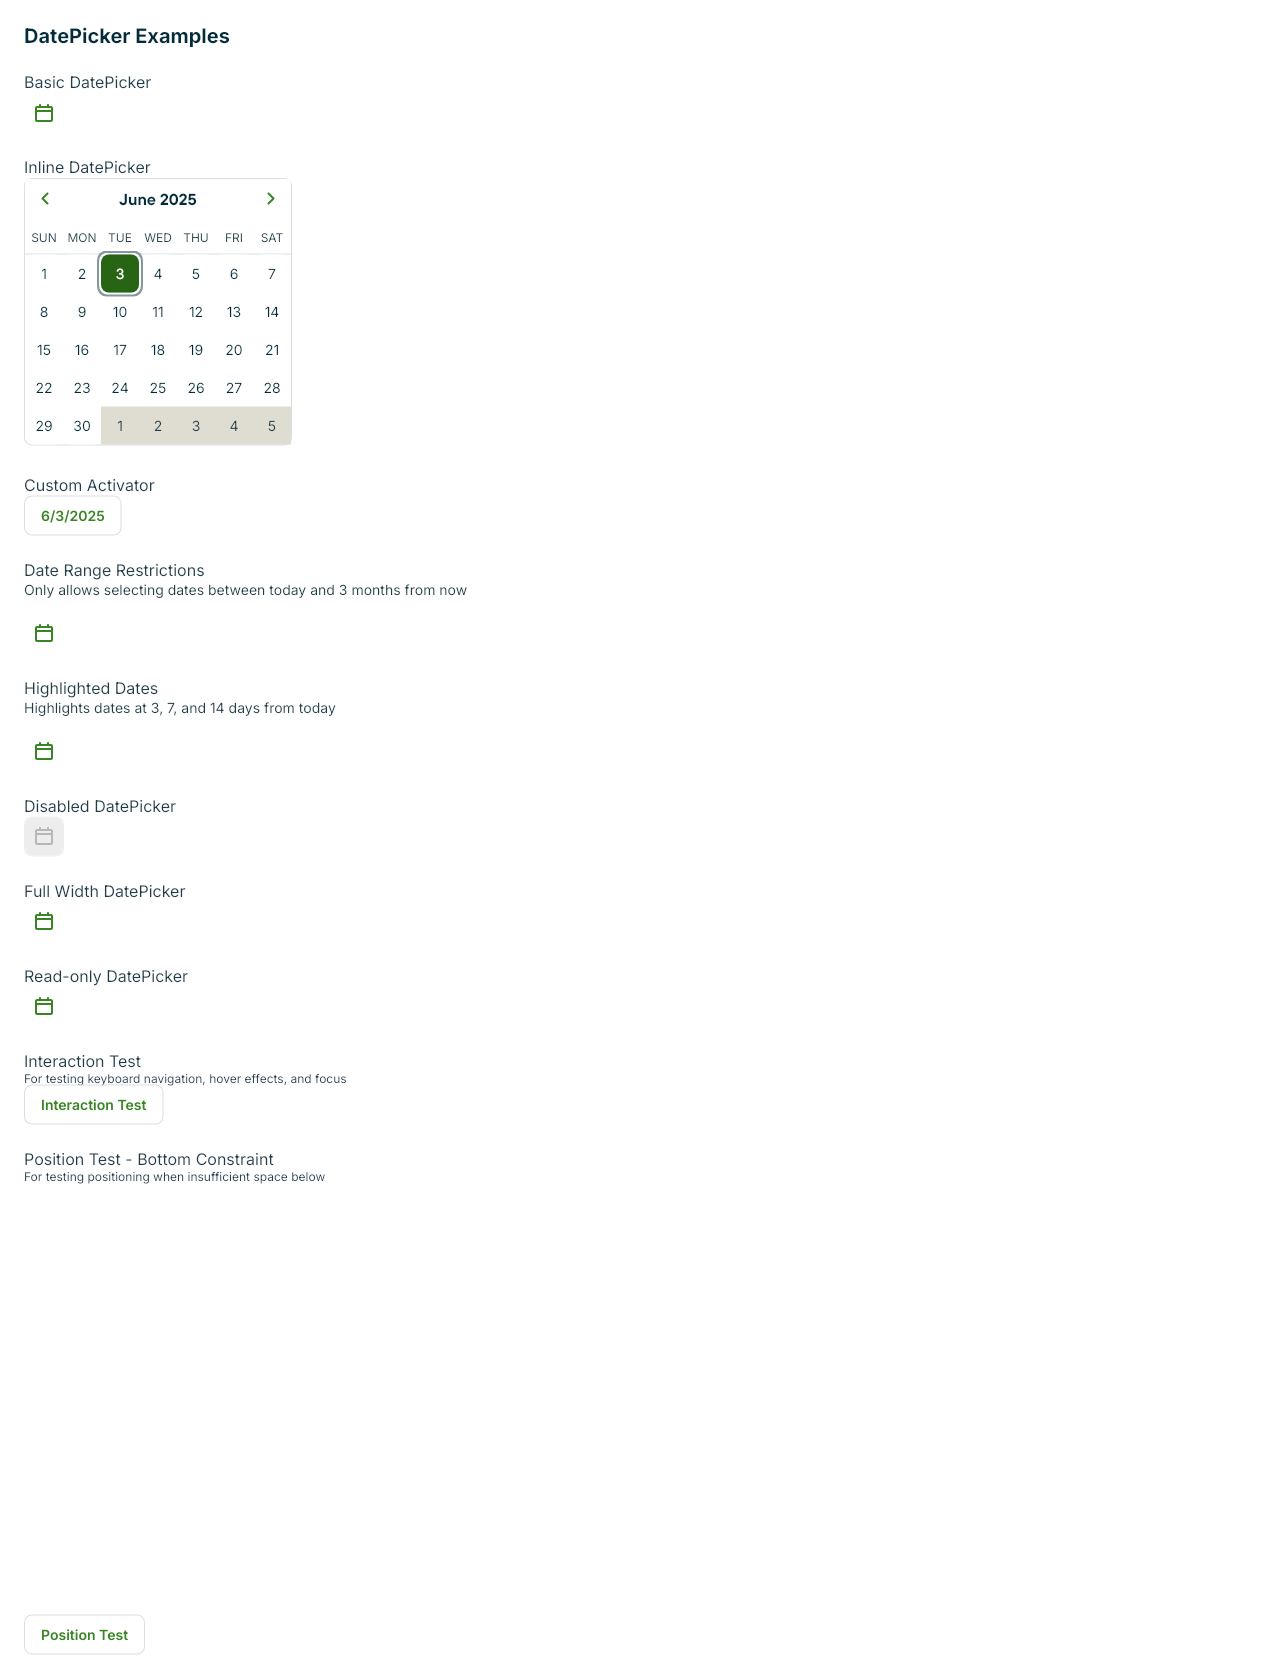 DatePicker Examples
Basic DatePicker
Inline DatePicker
June 2025
SUN MON TUE WED THU FRI SAT
1 2 3 4 5 6 7
8 9 10 11 12 13 14
15 16 17 18 19 20 21
22 23 24 25 26 27 28
29 30 1 2 3 4 5
Custom Activator
6/3/2025
Date Range Restrictions
Only allows selecting dates between today and 3 months from now
Highlighted Dates
Highlights dates at 3, 7, and 14 days from today
Disabled DatePicker
Full Width DatePicker
Read-only DatePicker
Interaction Test
For testing keyboard navigation, hover effects, and focus
Interaction Test
Position Test - Bottom Constraint
For testing positioning when insufficient space below
Position Test